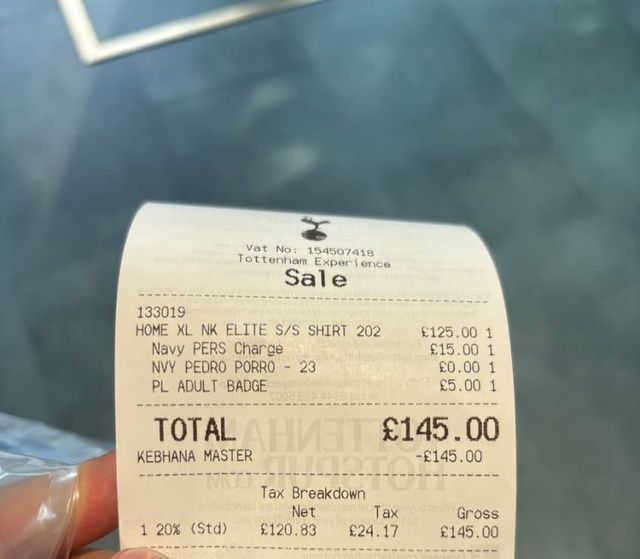 Vat No: 154507418
Tottenham Experience
Sale
133019
HOME XL NK ELITE S/S SHIRT 202 £125.00 1
Navy PERS Charge £15.00 1
NVY PEDRO PORRO - 23 £0.00 1
PL ADULT BADGE £5.00 1
TOTAL £145.00
KEBHANA MASTER -£145.00
Tax Breakdown
Net Tax Gross
1 20% (Std) £120.83 £24.17 £145.00